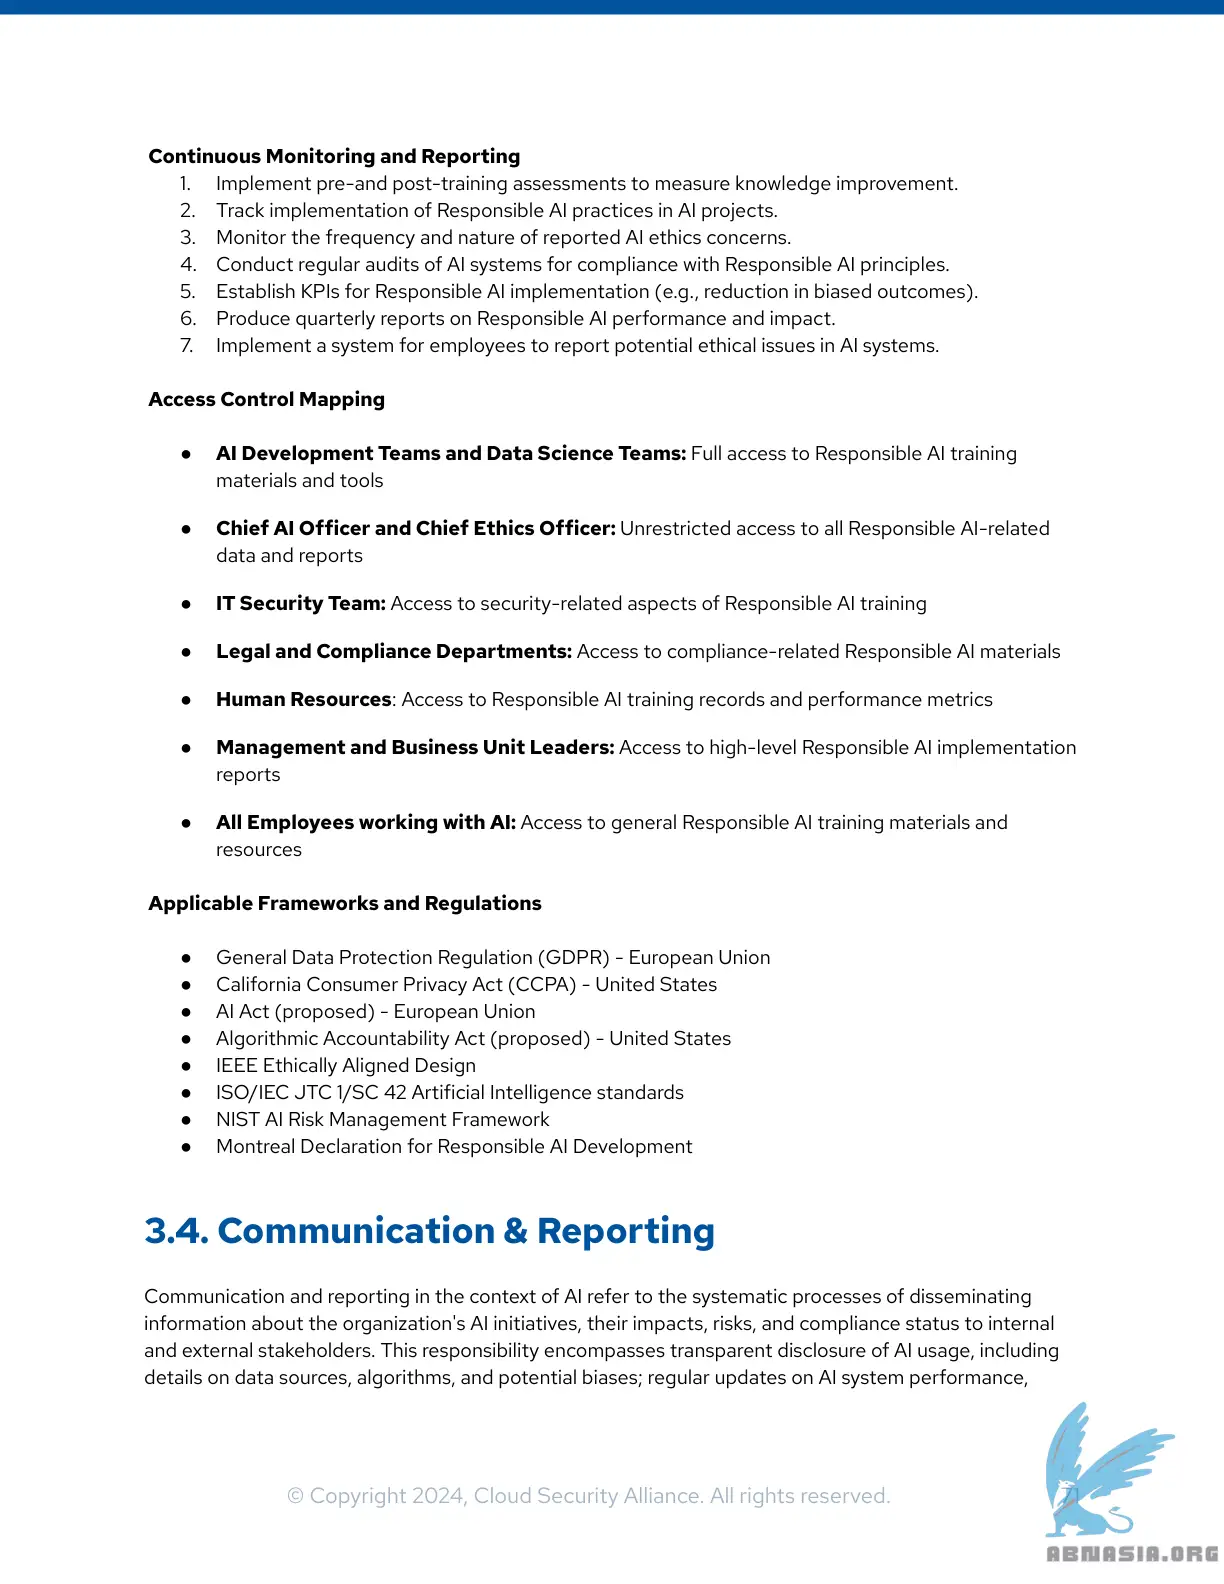 Continuous Monitoring and Reporting
1. Implement pre-and post-training assessments to measure knowledge improvement.
2. Track implementation of Responsible AI practices in AI projects.
3. Monitor the frequency and nature of reported AI ethics concerns.
4. Conduct regular audits of AI systems for compliance with Responsible AI principles.
5. Establish KPIs for Responsible AI implementation (e.g., reduction in biased outcomes).
6. Produce quarterly reports on Responsible AI performance and impact.
7. Implement a system for employees to report potential ethical issues in AI systems.
Access Control Mapping
● AI Development Teams and Data Science Teams: Full access to Responsible AI training
materials and tools
● Chief AI Officer and Chief Ethics Officer: Unrestricted access to all Responsible AI-related
data and reports
● IT Security Team: Access to security-related aspects of Responsible AI training
● Legal and Compliance Departments: Access to compliance-related Responsible AI materials
● Human Resources: Access to Responsible AI training records and performance metrics
● Management and Business Unit Leaders: Access to high-level Responsible AI implementation
reports
● All Employees working with AI: Access to general Responsible AI training materials and
resources
Applicable Frameworks and Regulations
● General Data Protection Regulation (GDPR) - European Union
● California Consumer Privacy Act (CCPA) - United States
● AI Act (proposed) - European Union
● Algorithmic Accountability Act (proposed) - United States
● IEEE Ethically Aligned Design
● ISO/IEC JTC 1/SC 42 Artificial Intelligence standards
● NIST AI Risk Management Framework
● Montreal Declaration for Responsible AI Development
3.4. Communication & Reporting
Communication and reporting in the context of AI refer to the systematic processes of disseminating
information about the organization's AI initiatives, their impacts, risks, and compliance status to internal
and external stakeholders. This responsibility encompasses transparent disclosure of AI usage, including
details on data sources, algorithms, and potential biases; regular updates on AI system performance,
© Copyright 2024, Cloud Security Alliance. All rights reserved.
ABNASIA.ORG